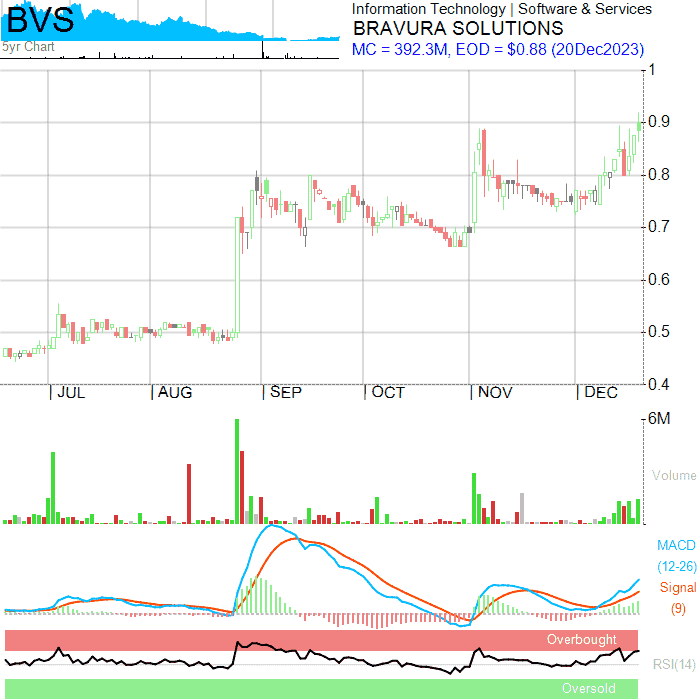 BVS
5yr Chart
Information Technology | Software & Services
BRAVURA SOLUTIONS
MC = 392.3M, EOD = $0.88 (20Dec2023)
1
0.9
0.8
0.7
0.6
0.5
0.4
| JUL | AUG | SEP | OCT | NOV | DEC
6M
Volume
MACD
(12-26)
Signal
(9)
Overbought
RSI(14)
Oversold